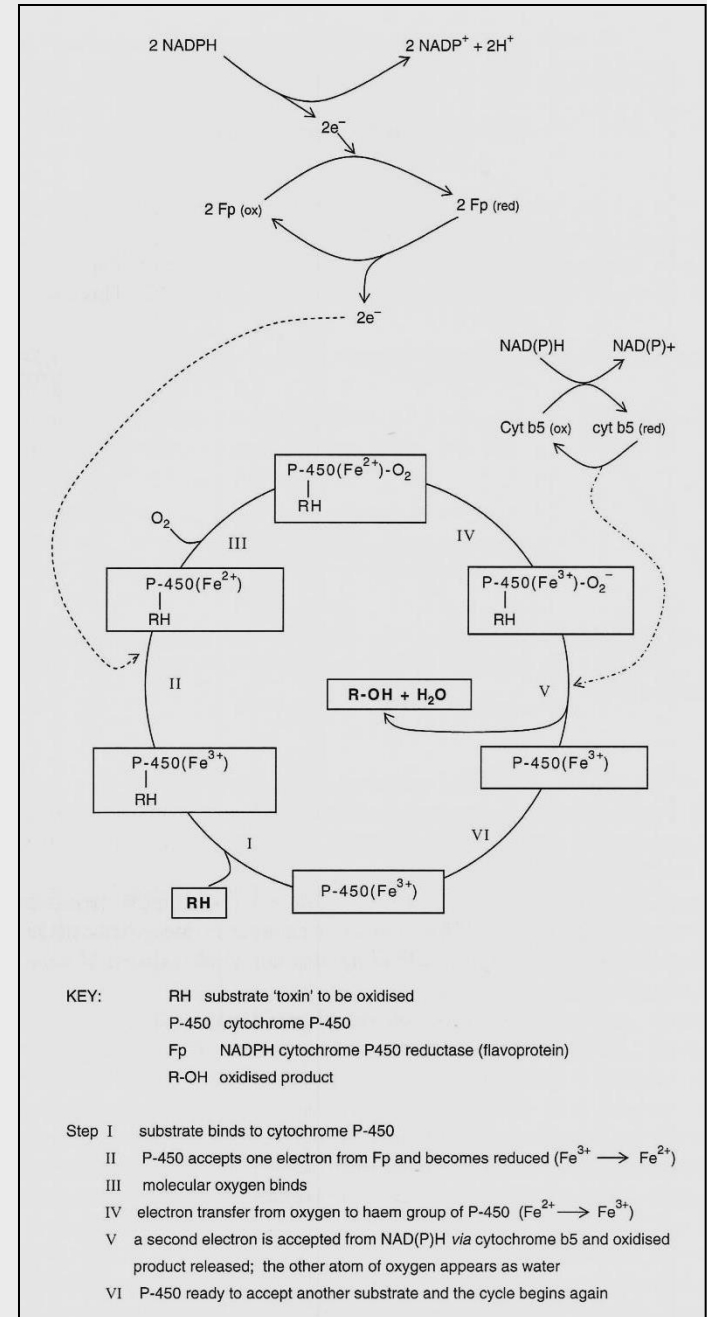 2 NADPH 2 NADP⁺ + 2H⁺
2e⁻
2 Fp (ox) 2 Fp (red)
2e⁻
NAD(P)H NAD(P)+
Cyt b5 (ox) cyt b5 (red)
P-450(Fe²⁺)-O₂
RH
O₂
III
IV
P-450(Fe²⁺)
RH
P-450(Fe³⁺)-O₂⁻
RH
II
R-OH + H₂O
V
P-450(Fe³⁺)
RH
P-450(Fe³⁺)
I
VI
RH
P-450(Fe³⁺)
KEY: RH substrate 'toxin' to be oxidised
P-450 cytochrome P-450
Fp NADPH cytochrome P450 reductase (flavoprotein)
R-OH oxidised product
Step I substrate binds to cytochrome P-450
II P-450 accepts one electron from Fp and becomes reduced (Fe³⁺ → Fe²⁺)
III molecular oxygen binds
IV electron transfer from oxygen to haem group of P-450 (Fe²⁺ → Fe³⁺)
V a second electron is accepted from NAD(P)H via cytochrome b5 and oxidised
product released; the other atom of oxygen appears as water
VI P-450 ready to accept another substrate and the cycle begins again